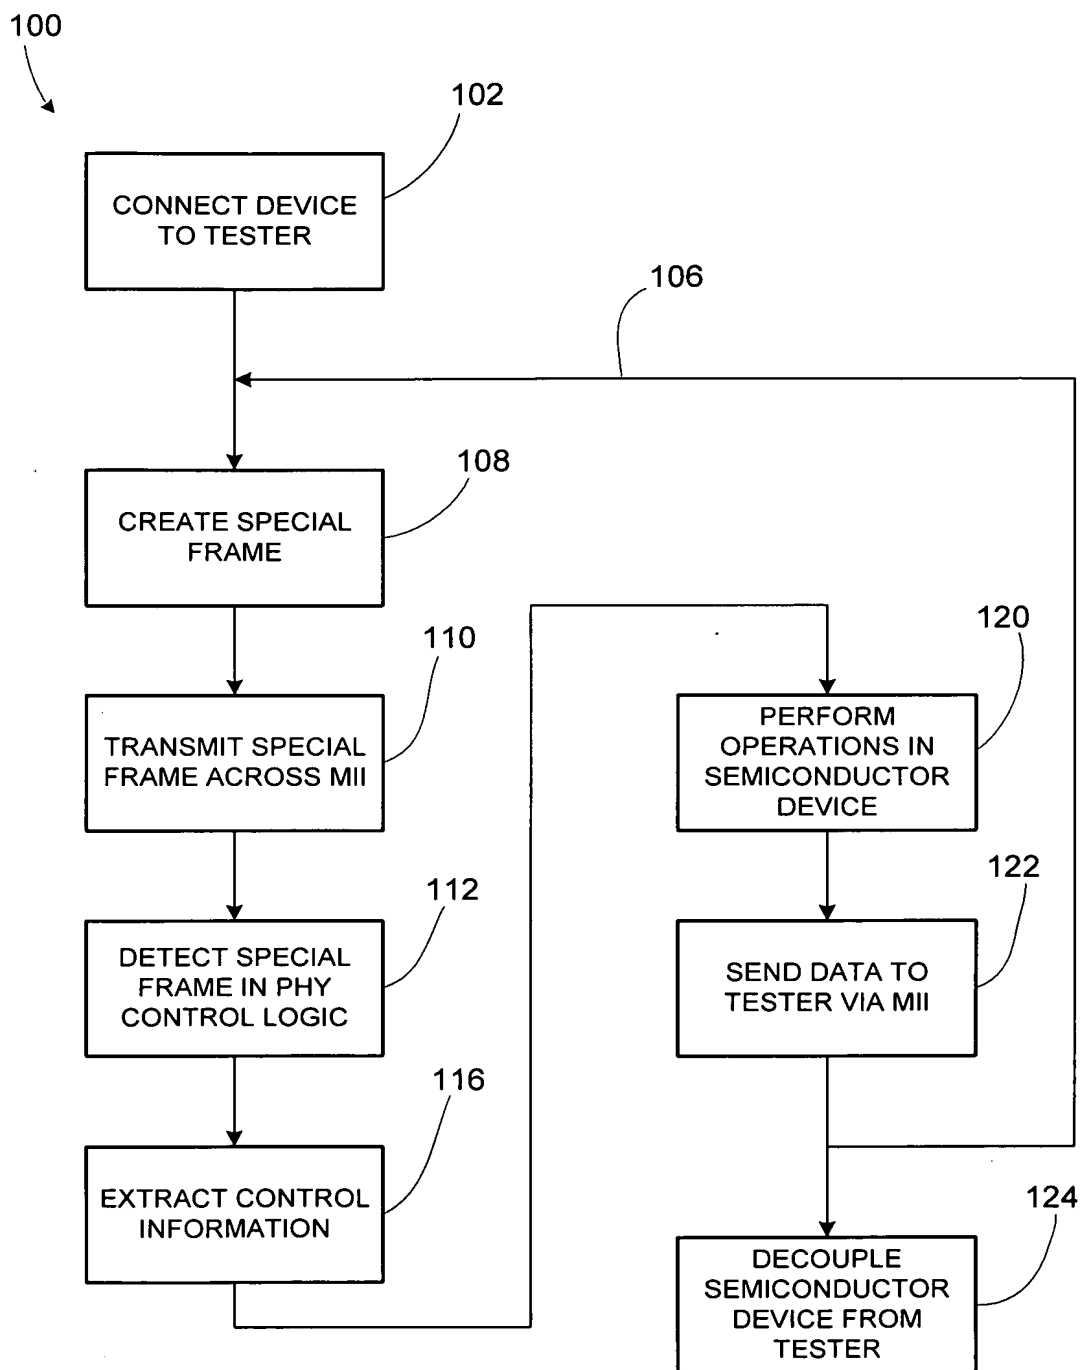 100
102
CONNECT DEVICE
TO TESTER
106
108
CREATE SPECIAL
FRAME
110
TRANSMIT SPECIAL
FRAME ACROSS MII
112
DETECT SPECIAL
FRAME IN PHY
CONTROL LOGIC
116
EXTRACT CONTROL
INFORMATION
120
PERFORM
OPERATIONS IN
SEMICONDUCTOR
DEVICE
122
SEND DATA TO
TESTER VIA MII
124
DECOUPLE
SEMICONDUCTOR
DEVICE FROM
TESTER